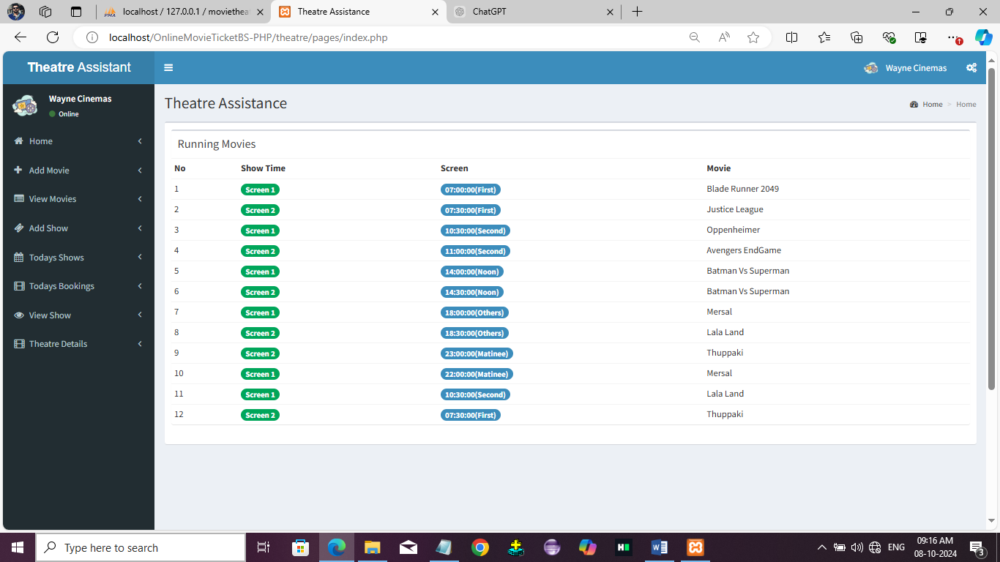 localhost / 127.0.0.1 / movietheat
Theatre Assistance
ChatGPT
localhost/OnlineMovieTicketBS-PHP/theatre/pages/index.php
Theatre Assistant
Wayne Cinemas
Wayne Cinemas
Online
Theatre Assistance
Home > Home
Home
Add Movie
View Movies
Add Show
Todays Shows
Todays Bookings
View Show
Theatre Details
Running Movies
No Show Time Screen Movie
1 Screen 1 07:00:00(First) Blade Runner 2049
2 Screen 2 07:30:00(First) Justice League
3 Screen 1 10:30:00(Second) Oppenheimer
4 Screen 2 11:00:00(Second) Avengers EndGame
5 Screen 1 14:00:00(Noon) Batman Vs Superman
6 Screen 2 14:30:00(Noon) Batman Vs Superman
7 Screen 1 18:00:00(Others) Mersal
8 Screen 2 18:30:00(Others) Lala Land
9 Screen 2 23:00:00(Matinee) Thuppaki
10 Screen 1 22:00:00(Matinee) Mersal
11 Screen 1 10:30:00(Second) Lala Land
12 Screen 2 07:30:00(First) Thuppaki
Type here to search
ENG
09:16 AM
08-10-2024
3